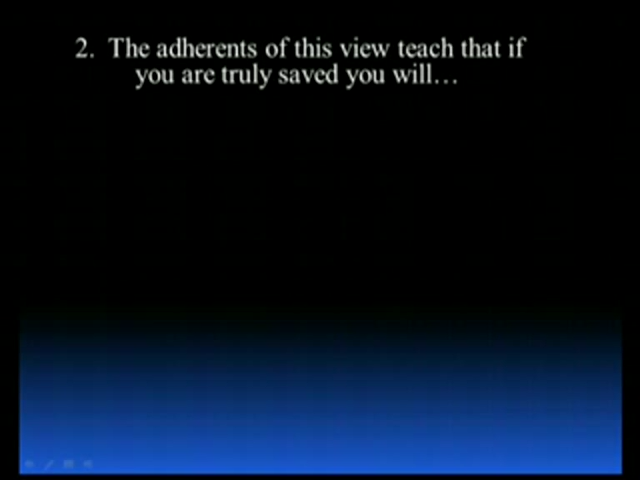 2. The adherents of this view teach that if
you are truly saved you will…